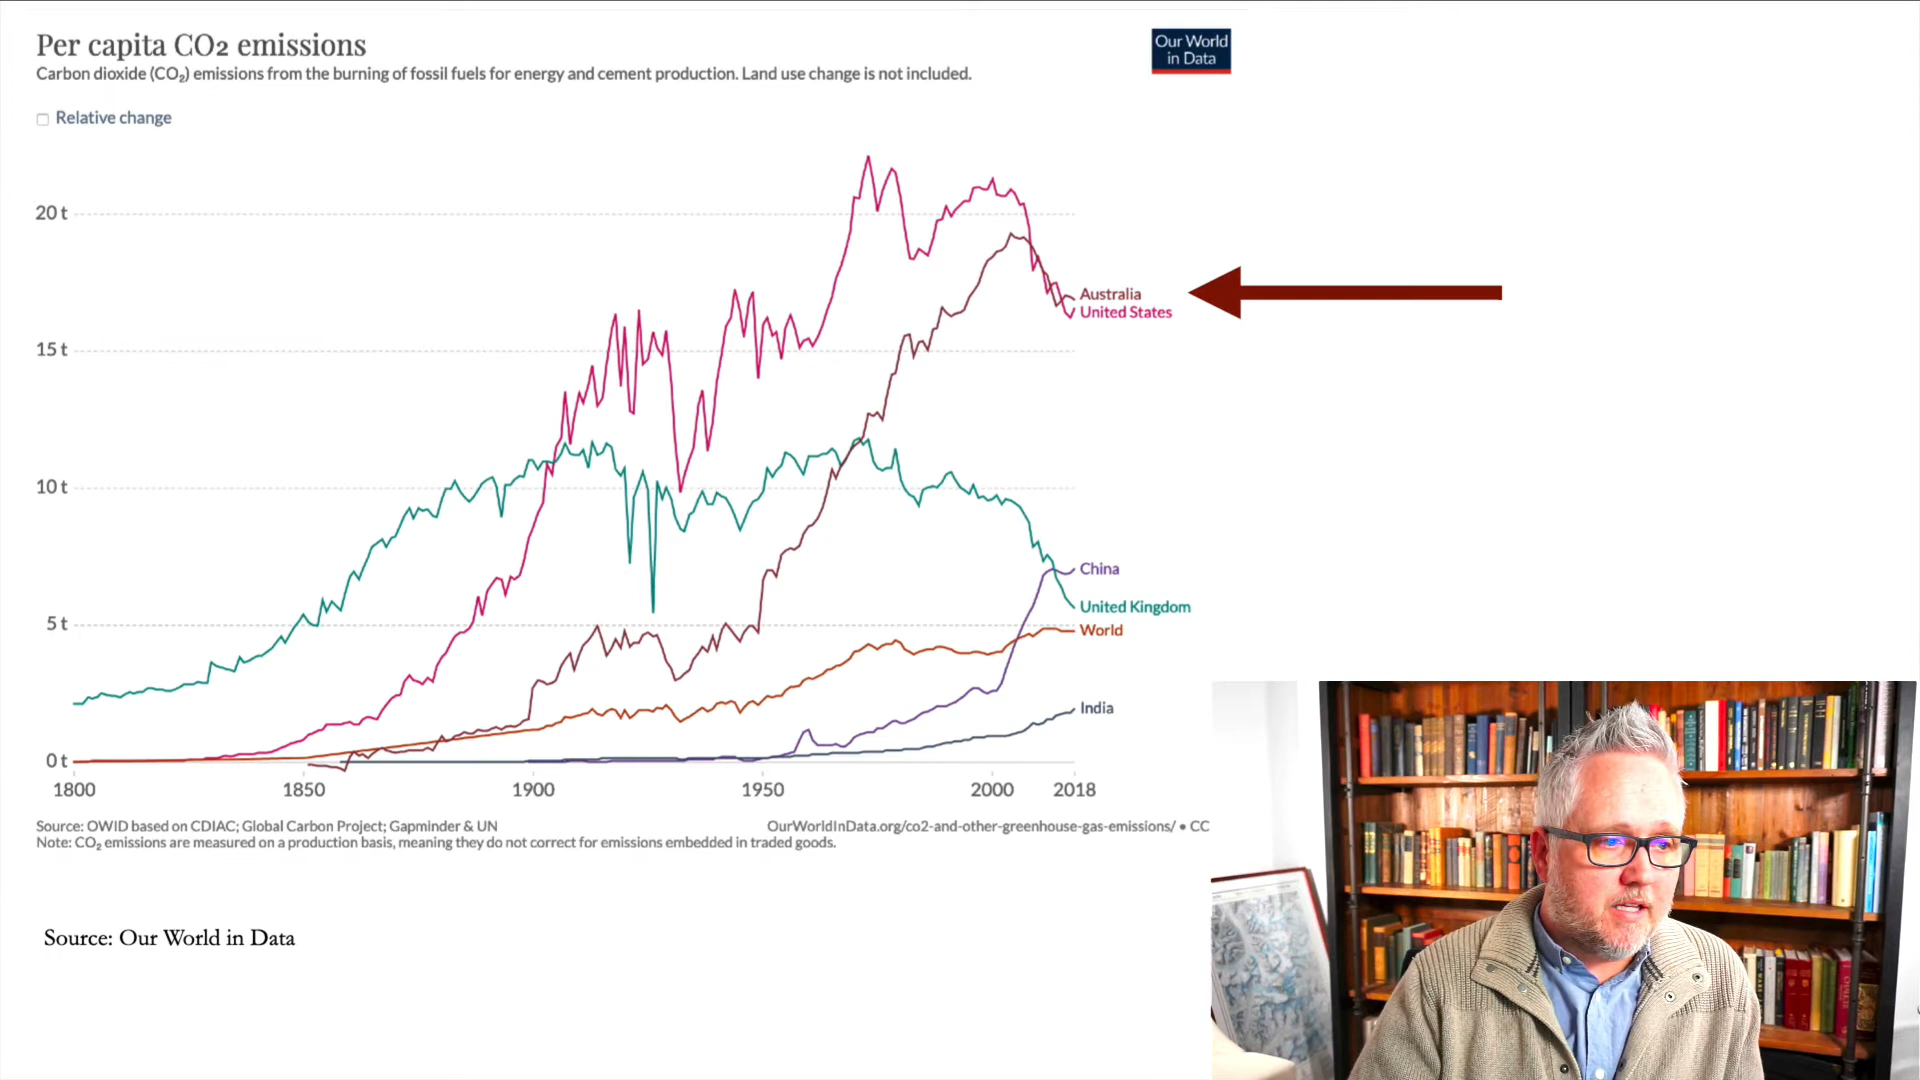 Per capita CO2 emissions
Our World
in Data
Carbon dioxide (CO₂) emissions from the burning of fossil fuels for energy and cement production. Land use change is not included.
Relative change
20 t
15 t
10 t
5 t
0 t
Australia
United States
China
United Kingdom
World
India
1800
1850
1900
1950
2000
2018
Source: OWID based on CDIAC; Global Carbon Project; Gapminder & UN
OurWorldInData.org/co2-and-other-greenhouse-gas-emissions/ • CC
Note: CO₂ emissions are measured on a production basis, meaning they do not correct for emissions embedded in traded goods.
Source: Our World in Data